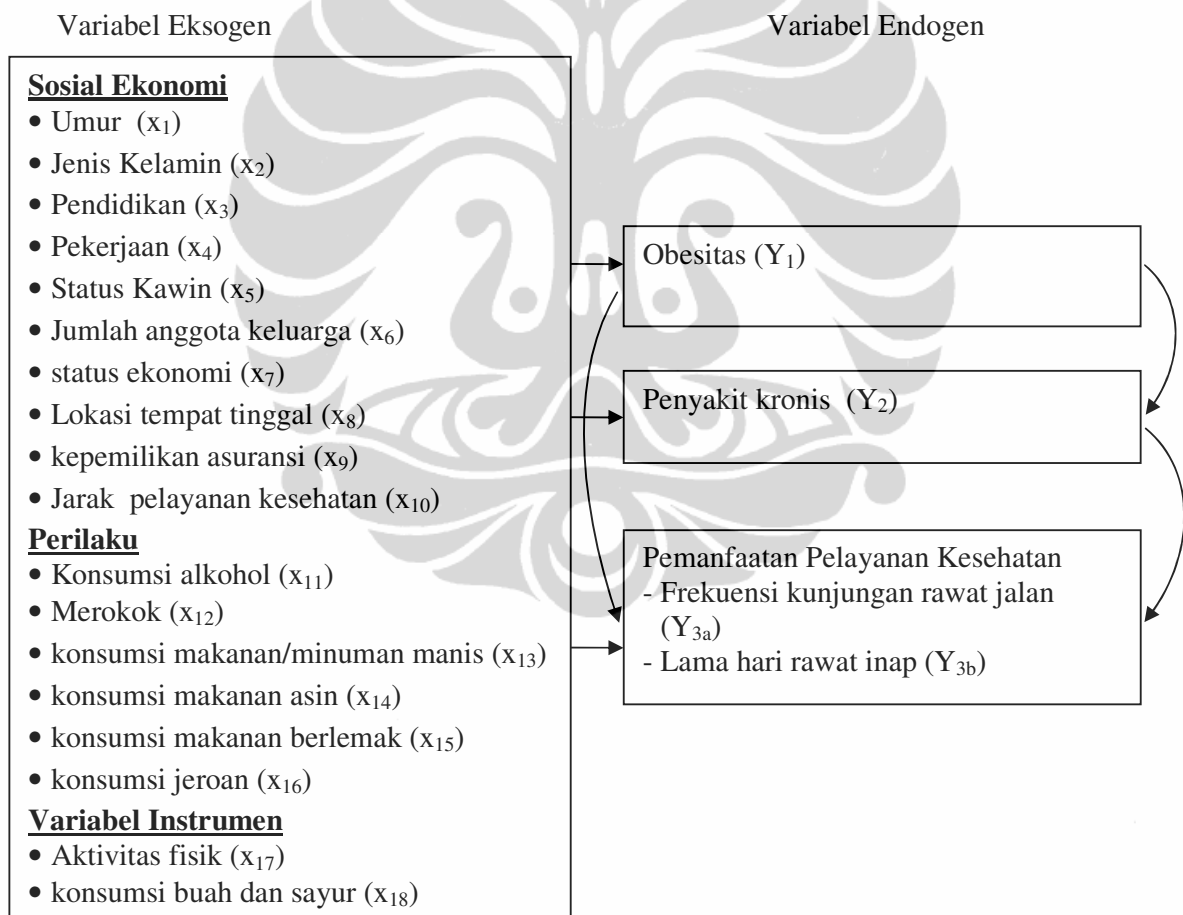 Variabel Eksogen
Variabel Endogen
Sosial Ekonomi
• Umur (x₁)
• Jenis Kelamin (x₂)
• Pendidikan (x₃)
• Pekerjaan (x₄)
• Status Kawin (x₅)
• Jumlah anggota keluarga (x₆)
• status ekonomi (x₇)
• Lokasi tempat tinggal (x₈)
• kepemilikan asuransi (x₉)
• Jarak pelayanan kesehatan (x₁₀)
Perilaku
• Konsumsi alkohol (x₁₁)
• Merokok (x₁₂)
• konsumsi makanan/minuman manis (x₁₃)
• konsumsi makanan asin (x₁₄)
• konsumsi makanan berlemak (x₁₅)
• konsumsi jeroan (x₁₆)
Variabel Instrumen
• Aktivitas fisik (x₁₇)
• konsumsi buah dan sayur (x₁₈)
Obesitas (Y₁)
Penyakit kronis (Y₂)
Pemanfaatan Pelayanan Kesehatan
- Frekuensi kunjungan rawat jalan
(Y₃ₐ)
- Lama hari rawat inap (Y₃b)